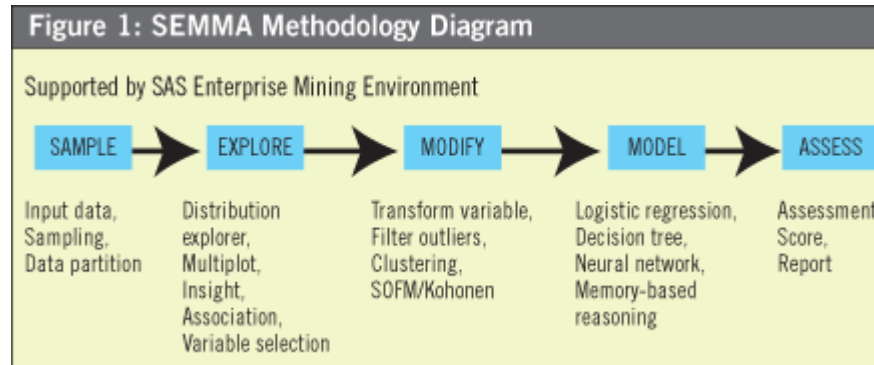 Figure 1: SEMMA Methodology Diagram
Supported by SAS Enterprise Mining Environment
SAMPLE
EXPLORE
MODIFY
MODEL
ASSESS
Input data,
Sampling,
Data partition
Distribution
explorer,
Multiplot,
Insight,
Association,
Variable selection
Transform variable,
Filter outliers,
Clustering,
SOFM/Kohonen
Logistic regression,
Decision tree,
Neural network,
Memory-based
reasoning
Assessment
Score,
Report